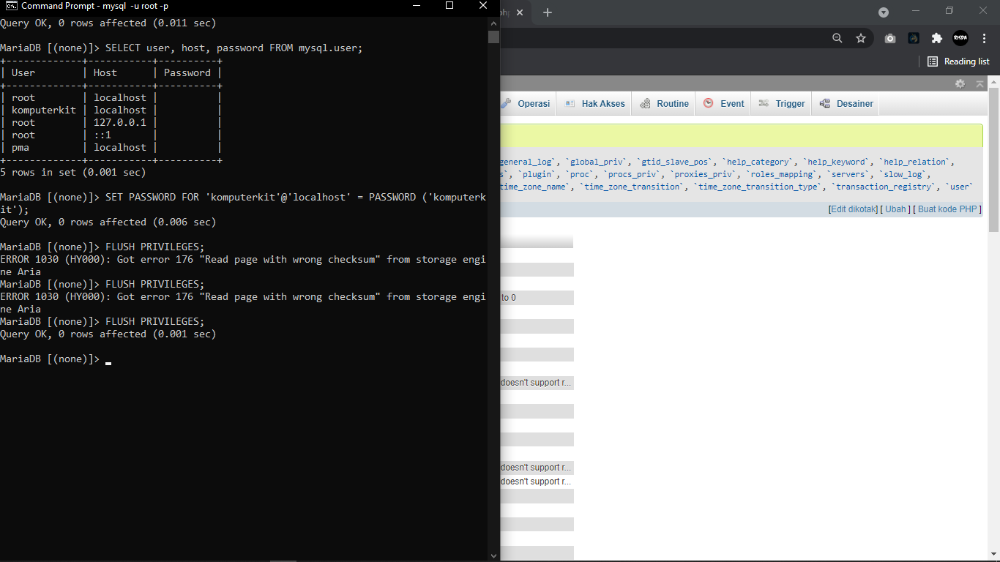 Command Prompt - mysql  -u root -p
Query OK, 0 rows affected (0.011 sec)
MariaDB [(none)]> SELECT user, host, password FROM mysql.user;
+-------------+-----------+----------+
| User        | Host      | Password |
+-------------+-----------+----------+
| root        | localhost |          |
| komputerkit | localhost |          |
| root        | 127.0.0.1 |          |
| root        | ::1       |          |
| pma         | localhost |          |
+-------------+-----------+----------+
5 rows in set (0.001 sec)
MariaDB [(none)]> SET PASSWORD FOR 'komputerkit'@'localhost' = PASSWORD ('komputerk
it');
Query OK, 0 rows affected (0.006 sec)
MariaDB [(none)]> FLUSH PRIVILEGES;
ERROR 1030 (HY000): Got error 176 "Read page with wrong checksum" from storage engi
ne Aria
MariaDB [(none)]> FLUSH PRIVILEGES;
ERROR 1030 (HY000): Got error 176 "Read page with wrong checksum" from storage engi
ne Aria
MariaDB [(none)]> FLUSH PRIVILEGES;
Query OK, 0 rows affected (0.001 sec)
MariaDB [(none)]>
Reading list
Operasi Hak Akses Routine Event Trigger Desainer
general_log`, `global_priv`, `gtid_slave_pos`, `help_category`, `help_keyword`, `help_relation`,
s`, `plugin`, `proc`, `procs_priv`, `proxies_priv`, `roles_mapping`, `servers`, `slow_log`,
time_zone_name`, `time_zone_transition`, `time_zone_transition_type`, `transaction_registry`, `user`
[Edit dikotak] [ Ubah ] [ Buat kode PHP ]
to 0
doesn't support r...
doesn't support r...
doesn't support r...